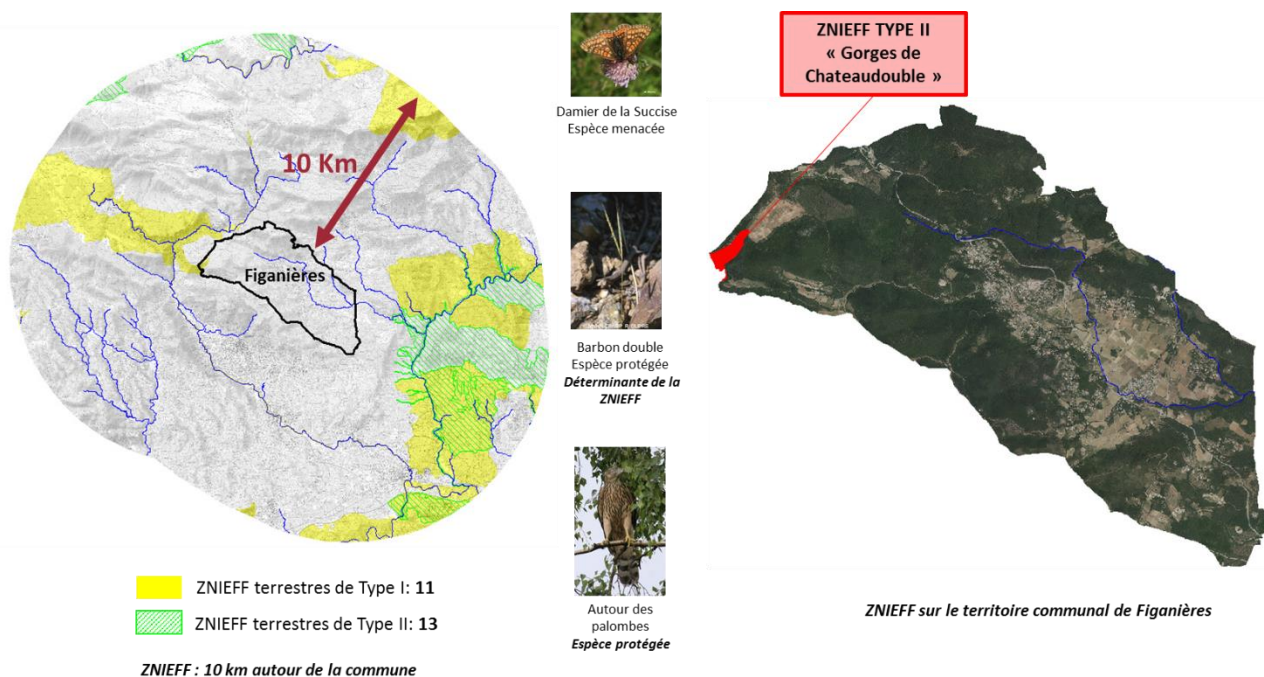 10 Km
Figanières
ZNIEFF terrestres de Type I: 11
ZNIEFF terrestres de Type II: 13
ZNIEFF : 10 km autour de la commune
Damier de la Succise
Espèce menacée
Barbon double
Espèce protégée
Déterminante de la
ZNIEFF
Autour des
palombes
Espèce protégée
ZNIEFF TYPE II
« Gorges de
Chateaudouble »
ZNIEFF sur le territoire communal de Figanières